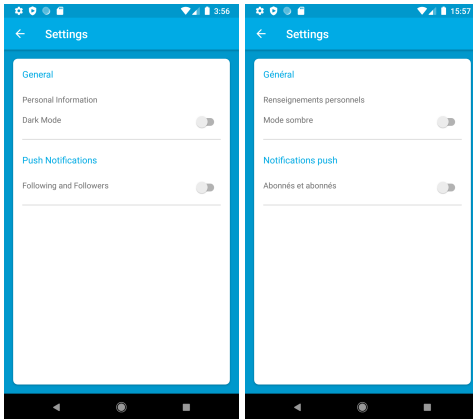 3:56
Settings
General
Personal Information
Dark Mode
Push Notifications
Following and Followers
15:57
Settings
Général
Renseignements personnels
Mode sombre
Notifications push
Abonnés et abonnés